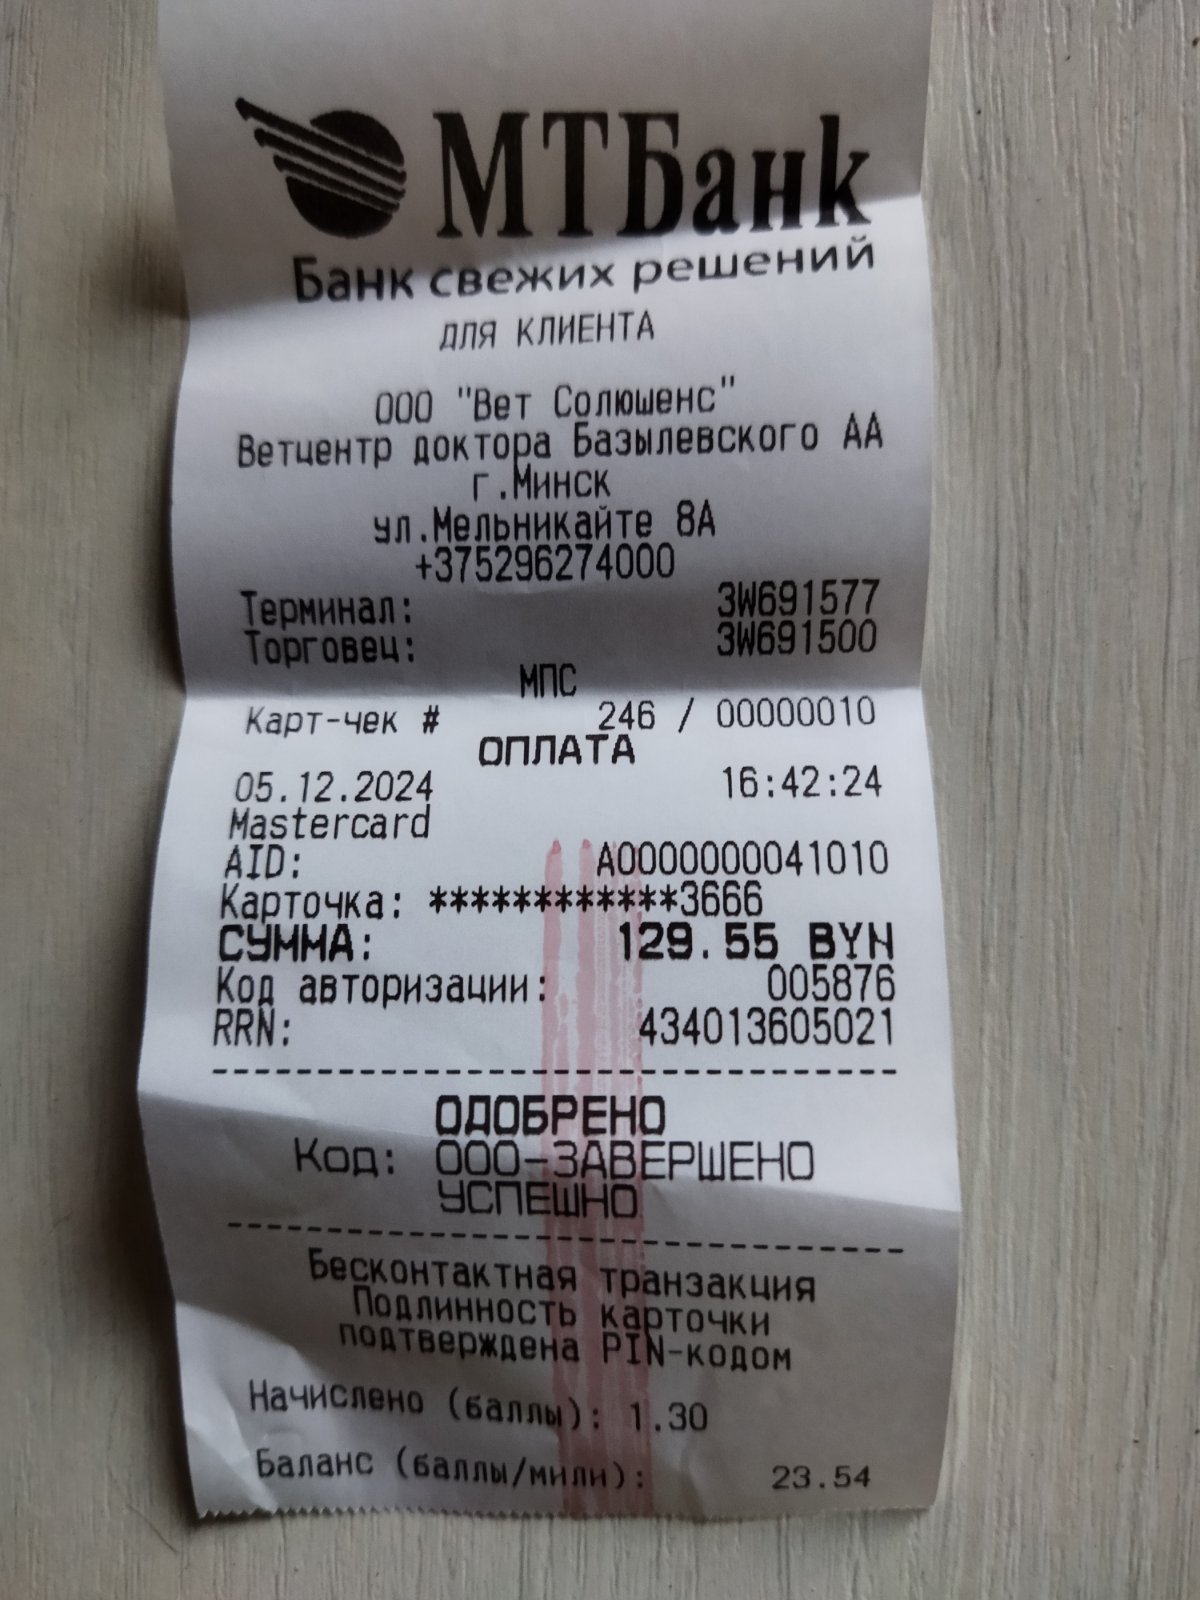 МТБанк
Банк свежих решений
ДЛЯ КЛИЕНТА
ООО "Вет Солюшенс"
Ветцентр доктора Базылевского АА
г.Минск
ул.Мельникайте 8А
+375296274000
Терминал: 3W691577
Торговец: 3W691500
МПС
Карт-чек # 246 / 00000010
ОПЛАТА
05.12.2024 16:42:24
Mastercard
AID: A0000000041010
Карточка: ************3666
СУММА: 129.55 BYN
Код авторизации: 005876
RRN: 434013605021
---------------------------------
ОДОБРЕНО
Код: 000-ЗАВЕРШЕНО
УСПЕШНО
---------------------------------
Бесконтактная транзакция
Подлинность карточки
подтверждена PIN-кодом
Начислено (баллы): 1.30
Баланс (баллы/мили): 23.54